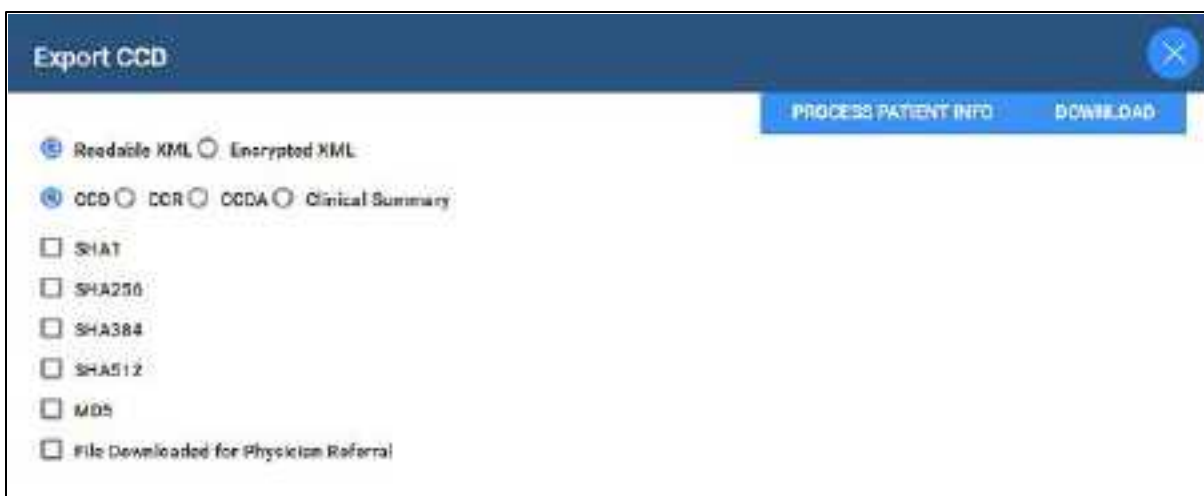 Export CCD
PROCESS PATIENT INFO DOWNLOAD
Readable XML Encrypted XML
CCD CCR CCDA Clinical Summary
SHA1
SHA256
SHA384
SHA512
MD5
File Downloaded for Physician Referral